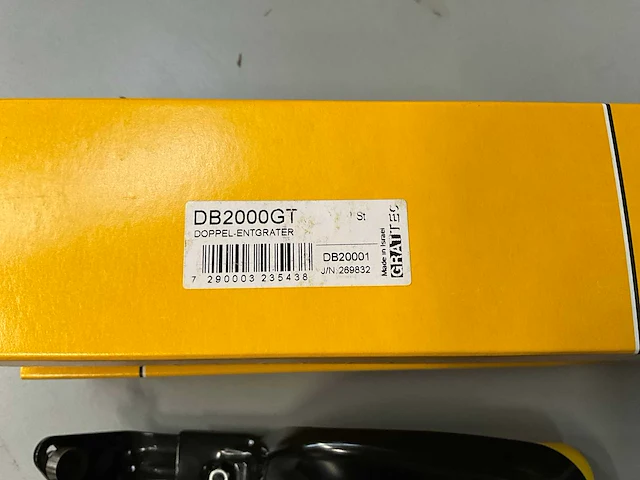 DB2000GT St
DOPPEL-ENTGRATER
7 290003 235438
DB20001
J/N:269832
Made in Israel
GRATTEC